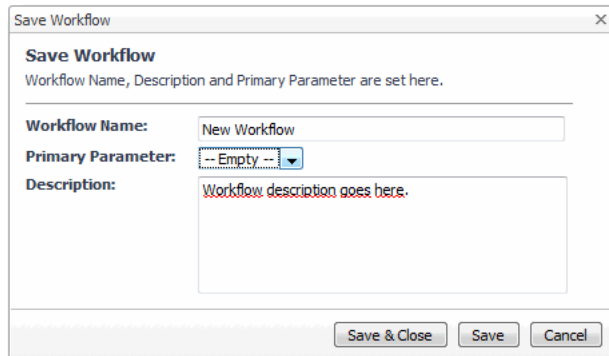 Save Workflow
Save Workflow
Workflow Name, Description and Primary Parameter are set here.
Workflow Name: New Workflow
Primary Parameter: -- Empty --
Description: Workflow description goes here.
Save & Close Save Cancel